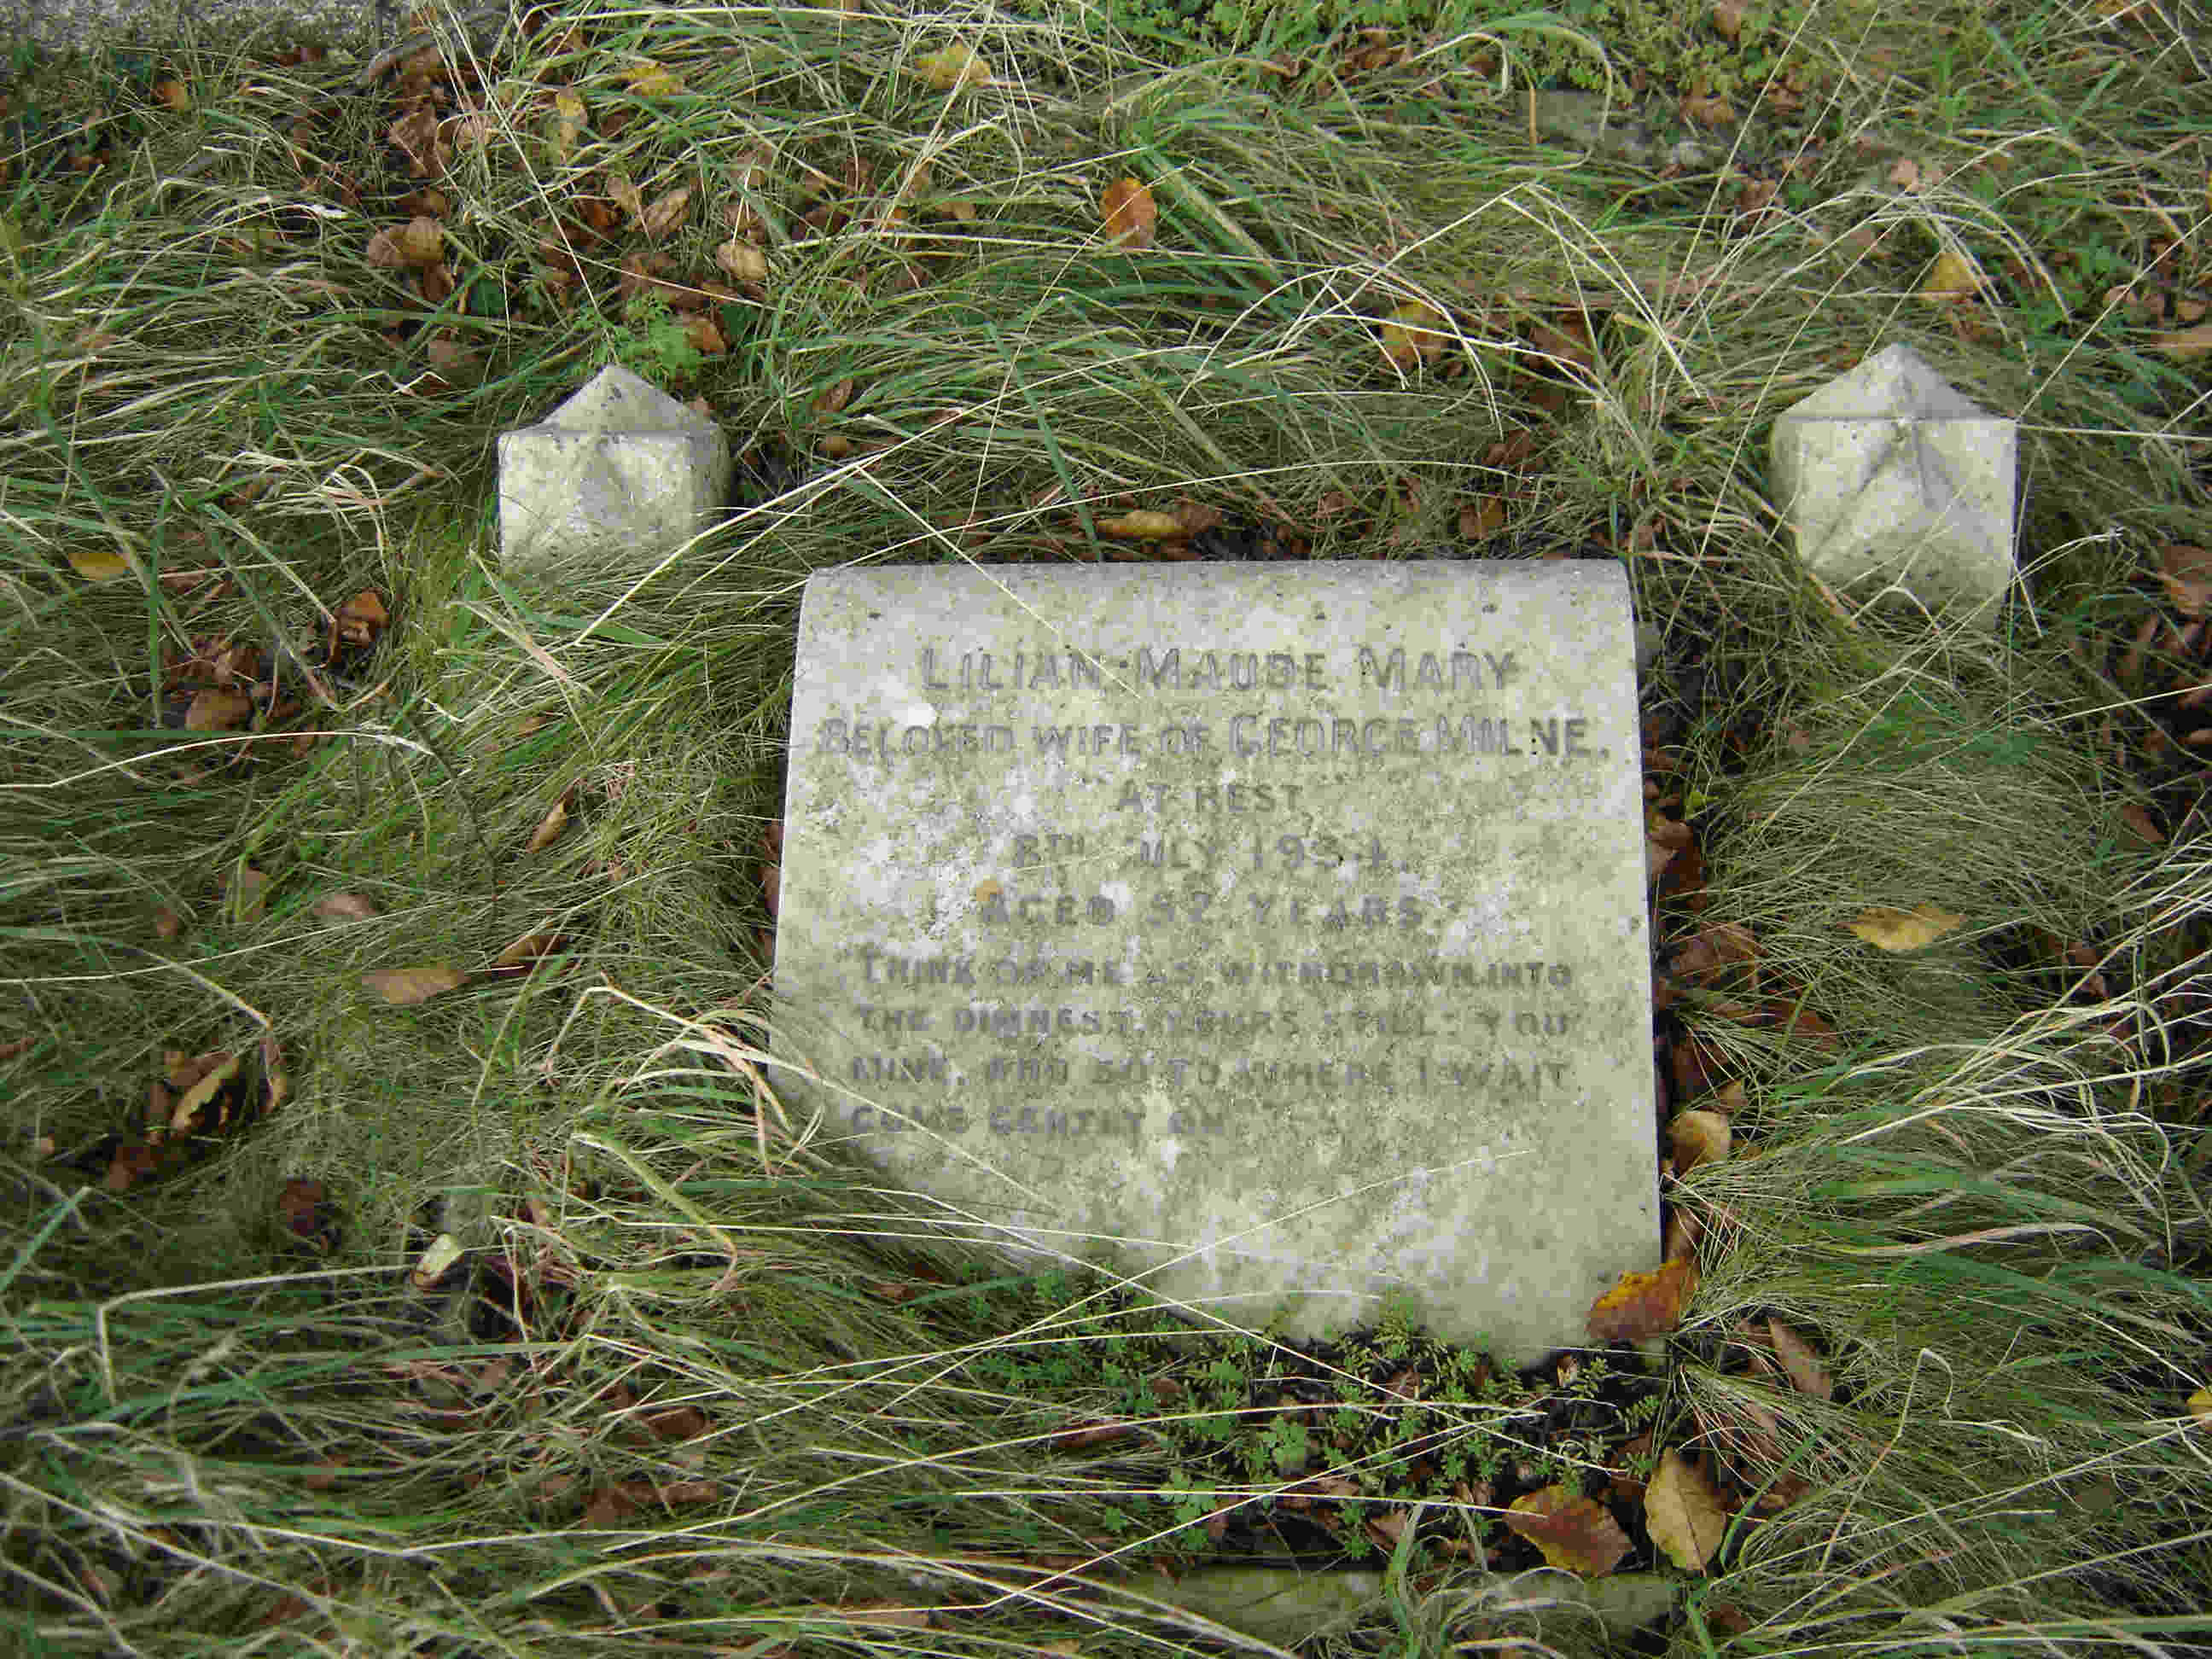 LILIAN MAUDE MARY
BELOVED WIFE OF GEORGE MILNE.
AT REST
8TH JULY 1934.
AGED 52 YEARS.
THINK OF ME AS WITHDRAWN INTO
THE DIMNESS. YOURS STILL: YOU
MINE. AND SO TO WHERE I WAIT
COME GENTLY ON